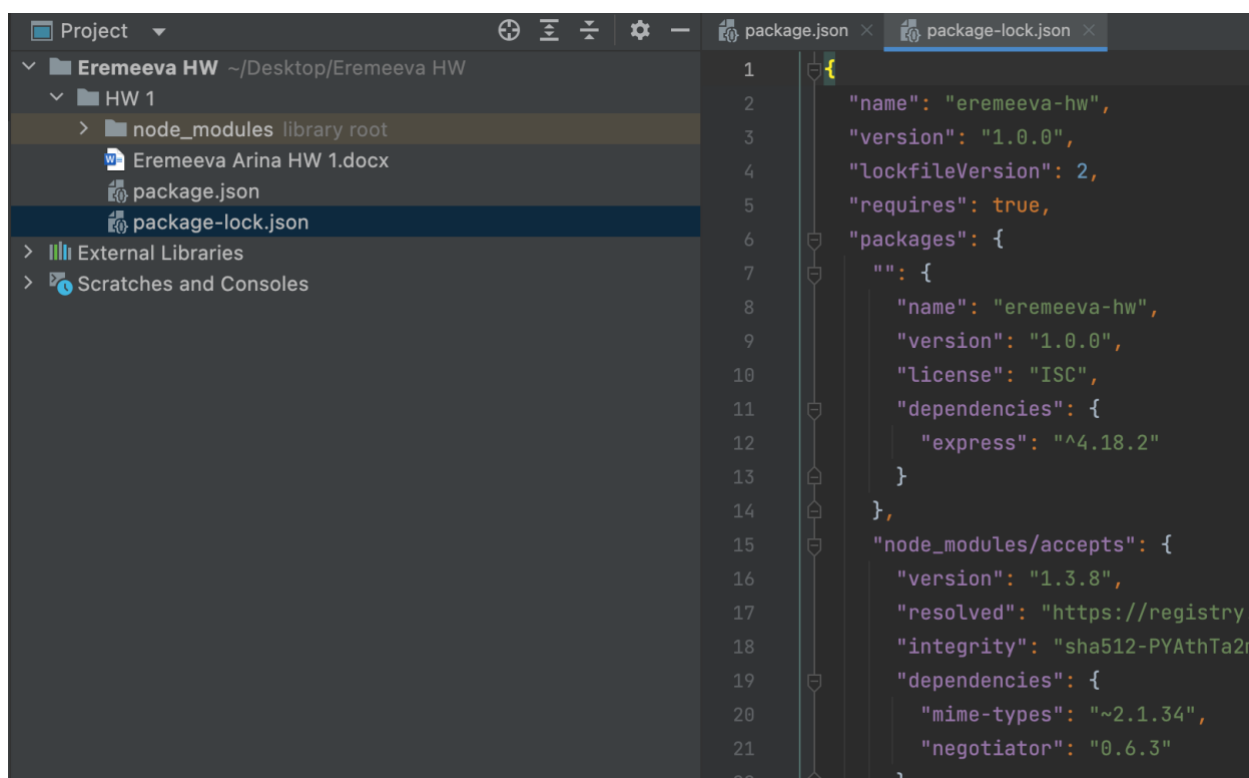 Project
Eremeeva HW ~/Desktop/Eremeeva HW
HW 1
node_modules library root
Eremeeva Arina HW 1.docx
package.json
package-lock.json
External Libraries
Scratches and Consoles
package.json package-lock.json
1 {
2 "name": "eremeeva-hw",
3 "version": "1.0.0",
4 "lockfileVersion": 2,
5 "requires": true,
6 "packages": {
7 "": {
8 "name": "eremeeva-hw",
9 "version": "1.0.0",
10 "license": "ISC",
11 "dependencies": {
12 "express": "^4.18.2"
13 }
14 },
15 "node_modules/accepts": {
16 "version": "1.3.8",
17 "resolved": "https://registry
18 "integrity": "sha512-PYAthTa2
19 "dependencies": {
20 "mime-types": "~2.1.34",
21 "negotiator": "0.6.3"